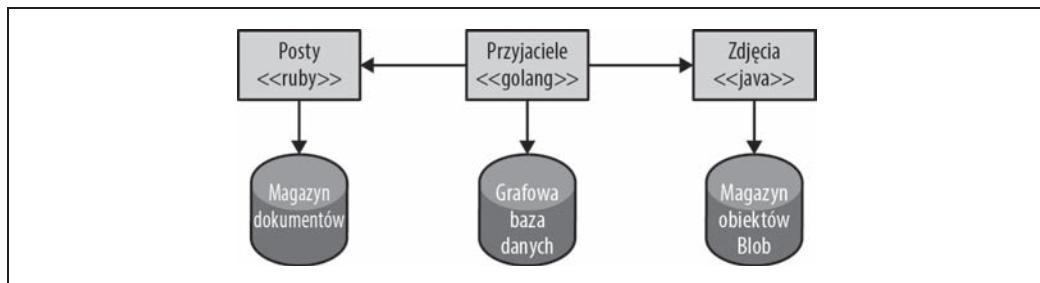 Posty
<<ruby>>
Przyjaciele
<<golang>>
Zdjęcia
<<java>>
Magazyn
dokumentów
Grafowa
baza
danych
Magazyn
obiektów
Blob